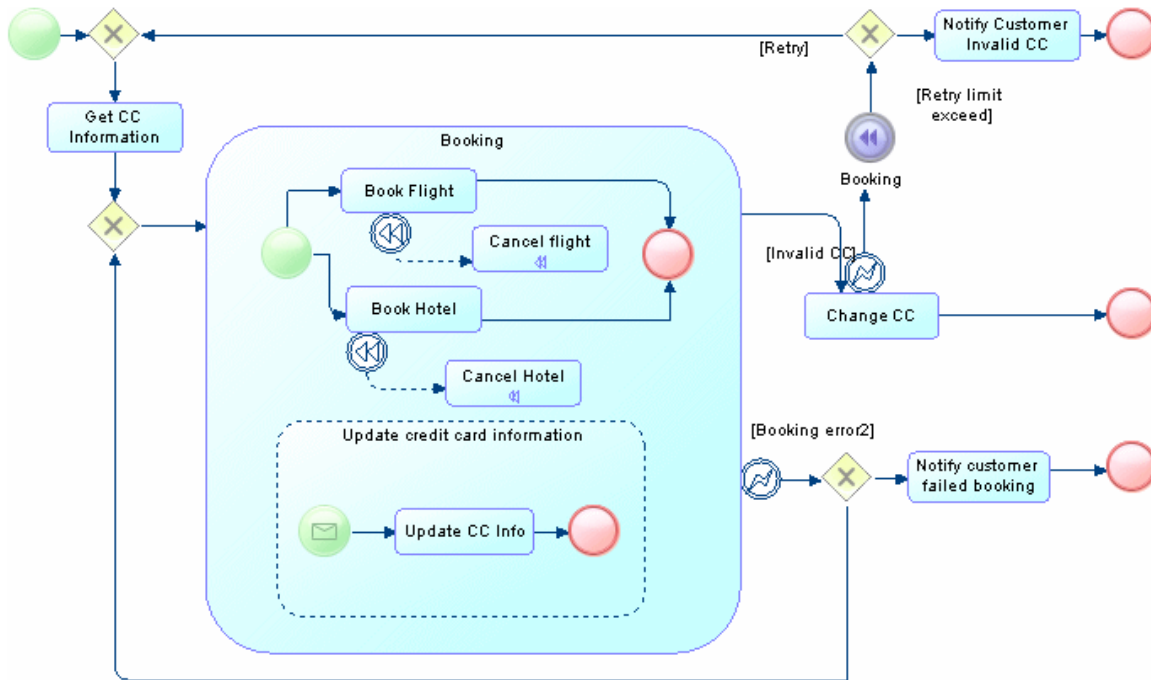 Notify Customer
Invalid CC
[Retry]
[Retry limit
exceed]
Get CC
Information
Booking
Booking
Book Flight
Cancel flight
[Invalid CC]
Book Hotel
Change CC
Cancel Hotel
Update credit card information
[Booking error2]
Notify customer
failed booking
Update CC Info